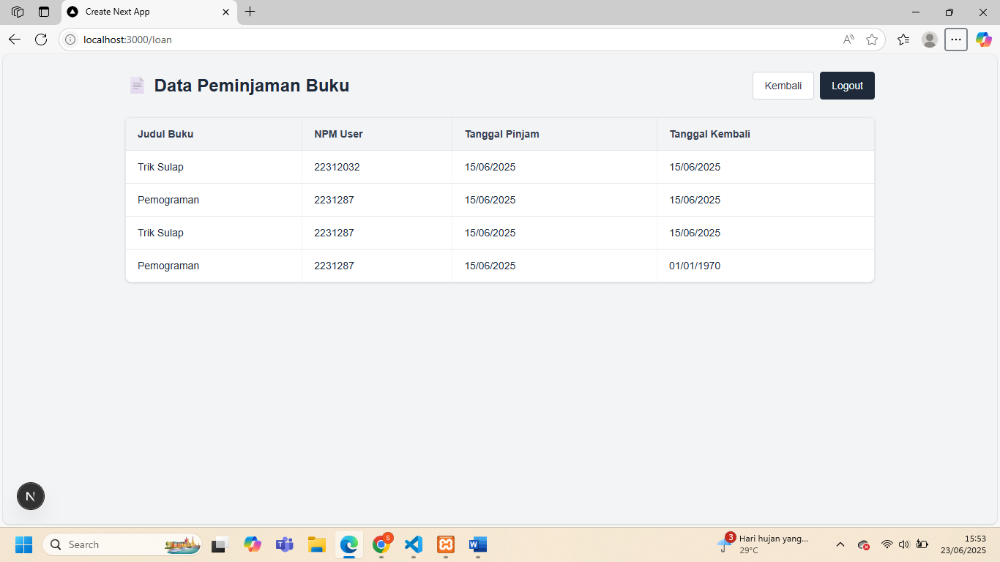 Create Next App
localhost:3000/loan
Data Peminjaman Buku
Kembali
Logout
Judul Buku NPM User Tanggal Pinjam Tanggal Kembali
Trik Sulap 22312032 15/06/2025 15/06/2025
Pemograman 2231287 15/06/2025 15/06/2025
Trik Sulap 2231287 15/06/2025 15/06/2025
Pemograman 2231287 15/06/2025 01/01/1970
N
Search
S
3
Hari hujan yang...
29°C
15:53
23/06/2025